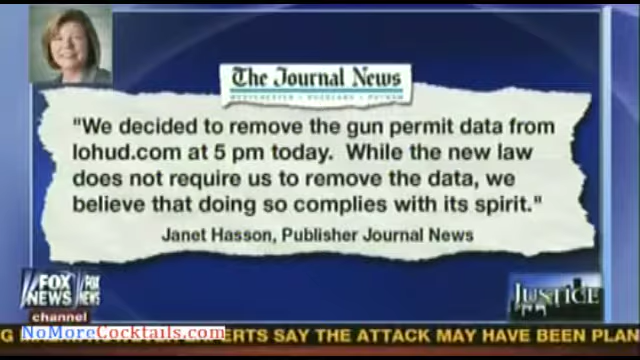 The Journal News
WESTCHESTER • ROCKLAND • PUTNAM
"We decided to remove the gun permit data from
lohud.com at 5 pm today. While the new law
does not require us to remove the data, we
believe that doing so complies with its spirit."
Janet Hasson, Publisher Journal News
FOX
NEWS
channel
FOX
NEWS
JUSTICE
NoMoreCocktails.com
ERTS SAY THE ATTACK MAY HAVE BEEN PLAN